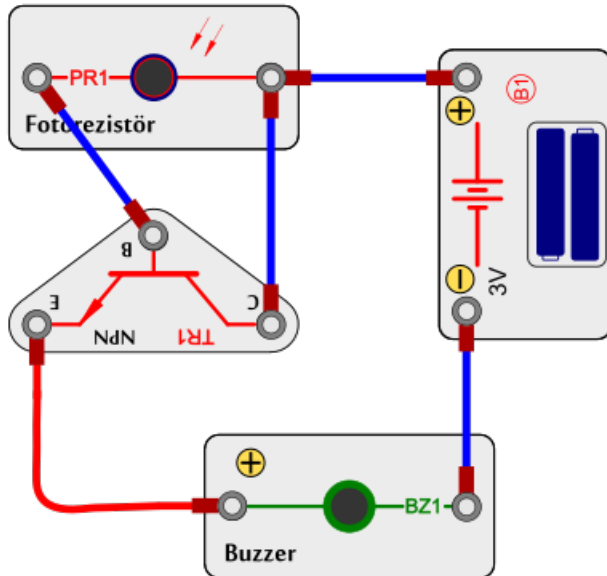 PR1
Fotorezistör
B1
+
3V
−
B
E
C
NPN
TR1
+
BZ1
Buzzer